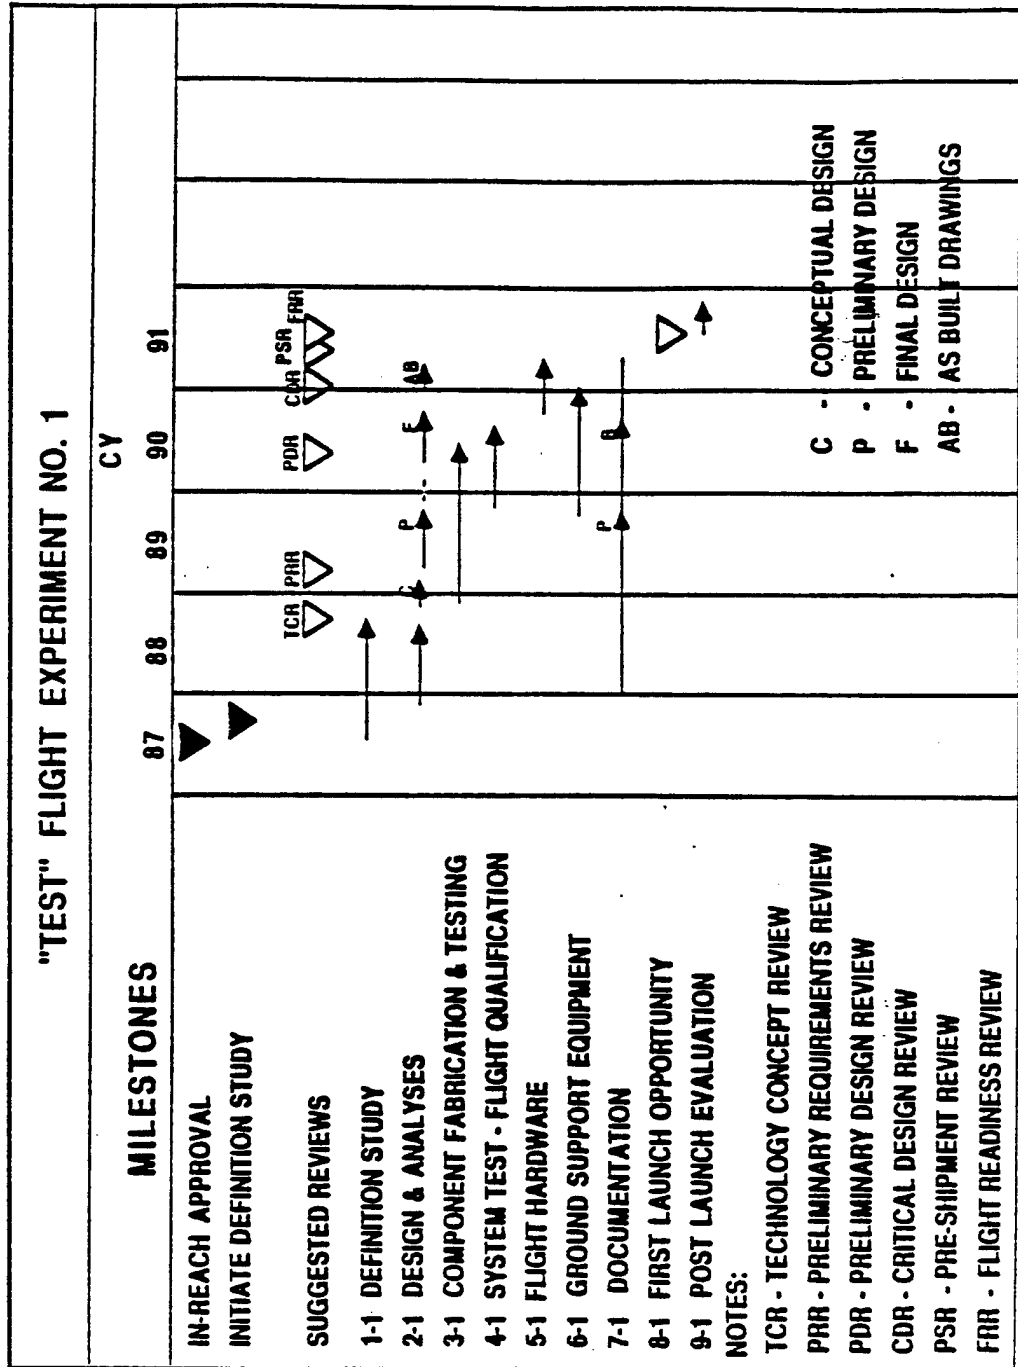 "TEST" FLIGHT EXPERIMENT NO. 1
MILESTONES
CY
87 88 89 90 91
IN-REACH APPROVAL
INITIATE DEFINITION STUDY
TCR PRR PDR CDR PSR FRR
SUGGESTED REVIEWS
1-1 DEFINITION STUDY
2-1 DESIGN & ANALYSES
C P F AB
3-1 COMPONENT FABRICATION & TESTING
4-1 SYSTEM TEST - FLIGHT QUALIFICATION
5-1 FLIGHT HARDWARE
6-1 GROUND SUPPORT EQUIPMENT
7-1 DOCUMENTATION
P
8-1 FIRST LAUNCH OPPORTUNITY
9-1 POST LAUNCH EVALUATION
NOTES:
TCR - TECHNOLOGY CONCEPT REVIEW
PRR - PRELIMINARY REQUIREMENTS REVIEW
PDR - PRELIMINARY DESIGN REVIEW
CDR - CRITICAL DESIGN REVIEW
PSR - PRE-SHIPMENT REVIEW
FRR - FLIGHT READINESS REVIEW
C - CONCEPTUAL DESIGN
P - PRELIMINARY DESIGN
F - FINAL DESIGN
AB - AS BUILT DRAWINGS